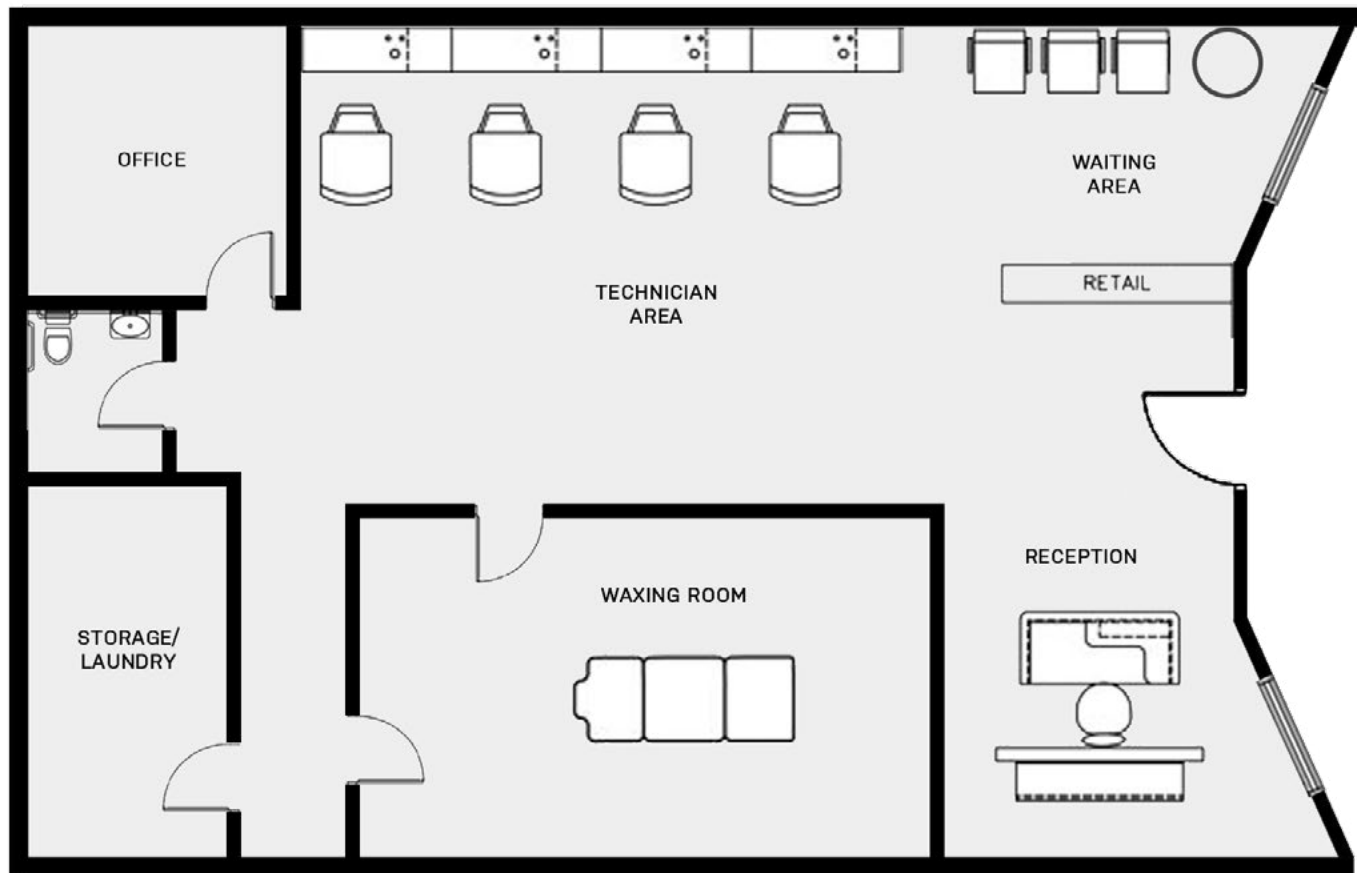 OFFICE
WAITING
AREA
TECHNICIAN
AREA
RETAIL
RECEPTION
WAXING ROOM
STORAGE/
LAUNDRY